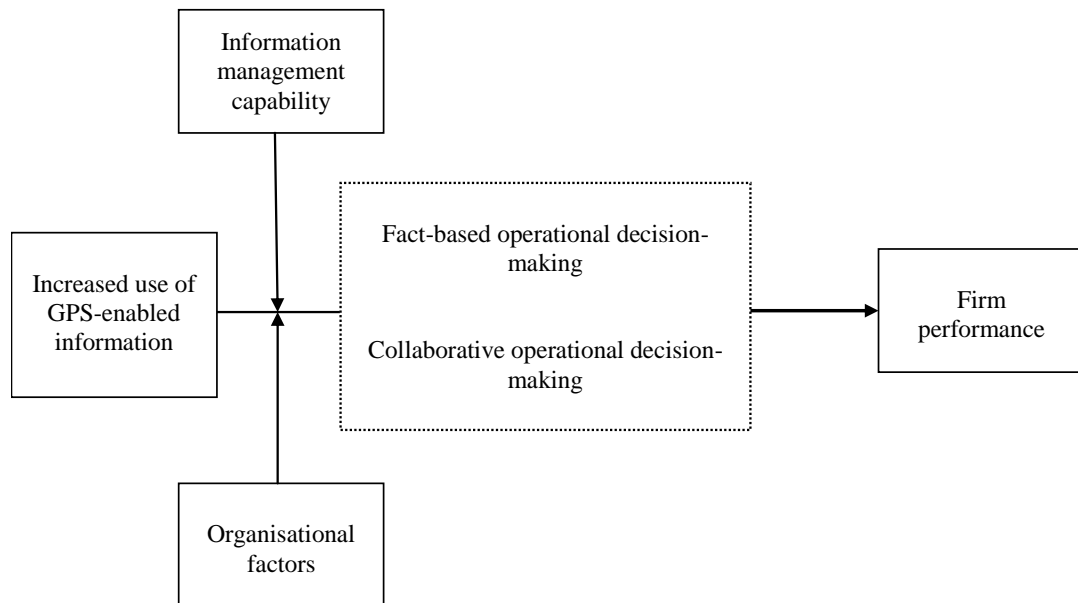 Information
management
capability
Increased use of
GPS-enabled
information
Fact-based operational decision-
making
Collaborative operational decision-
making
Firm
performance
Organisational
factors